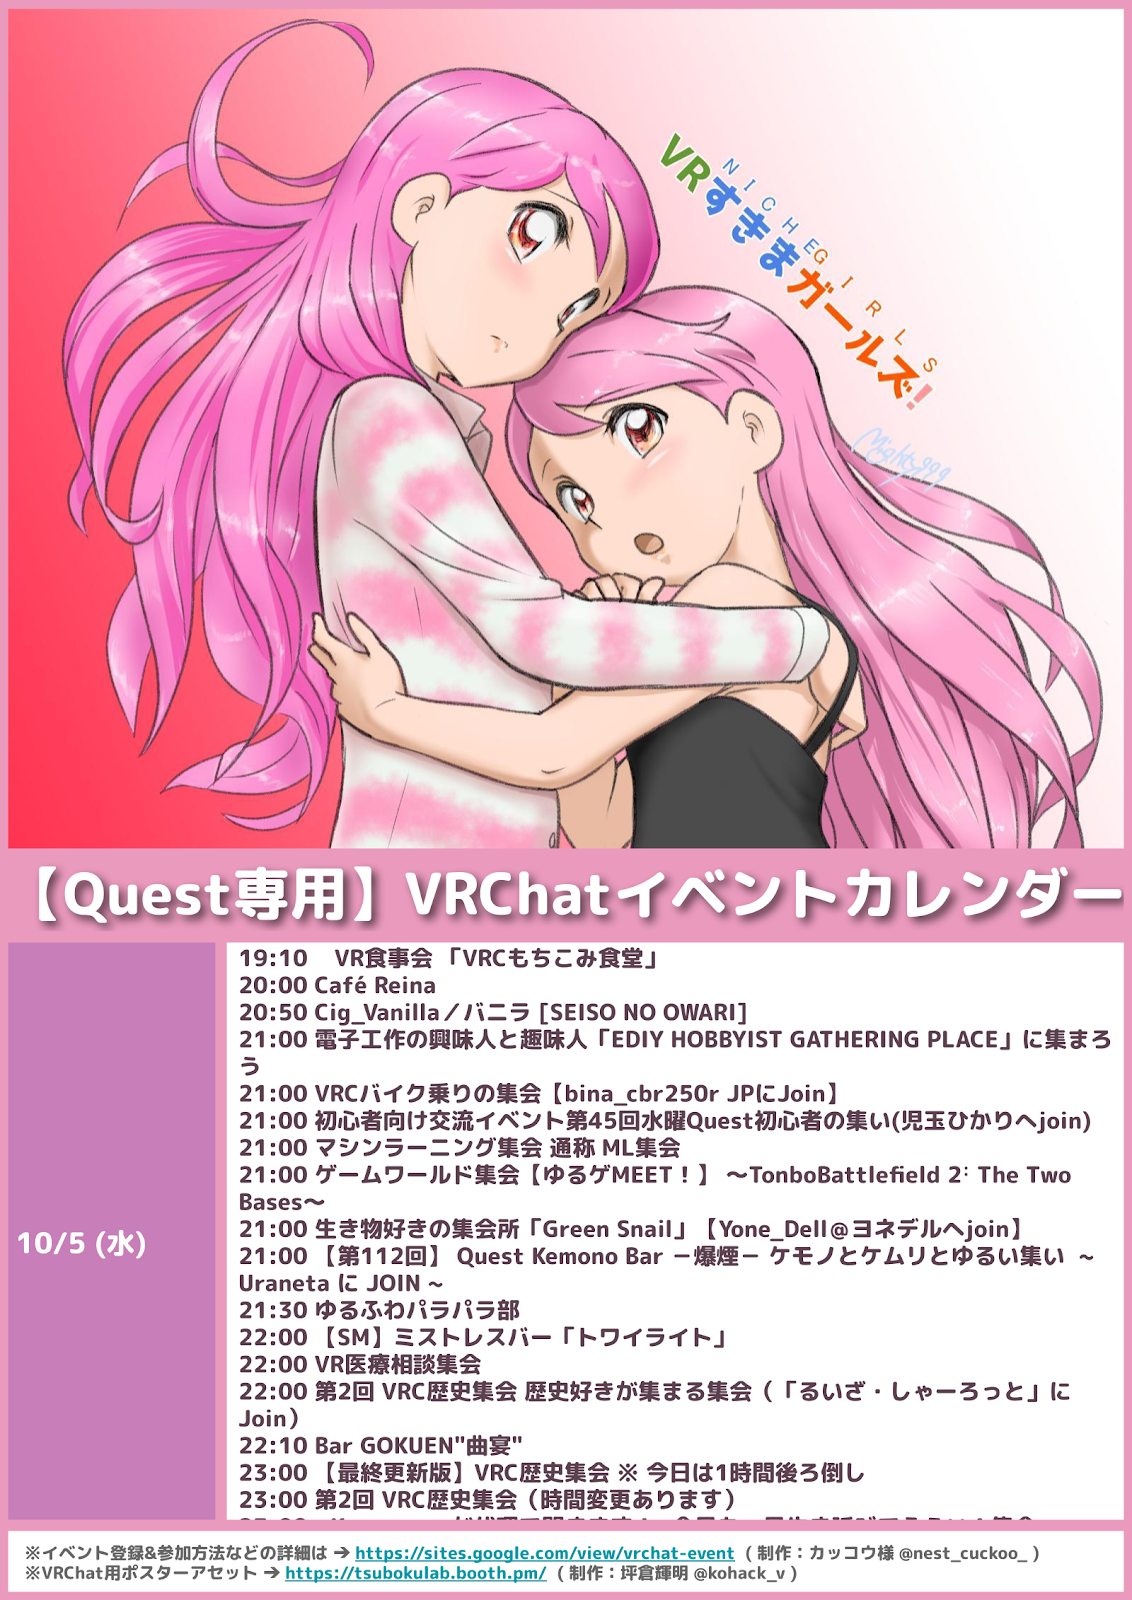 NICHE GIRLS
VRすきまガールズ!
Mighty999
【Quest専用】VRChatイベントカレンダー
10/5 (水)
19:10　VR食事会 「VRCもちこみ食堂」
20:00 Café Reina
20:50 Cig_Vanilla／バニラ [SEISO NO OWARI]
21:00 電子工作の興味人と趣味人「EDIY HOBBYIST GATHERING PLACE」に集まろ
う
21:00 VRCバイク乗りの集会【bina_cbr250r JPにJoin】
21:00 初心者向け交流イベント第45回水曜Quest初心者の集い(児玉ひかりへjoin)
21:00 マシンラーニング集会 通称 ML集会
21:00 ゲームワールド集会【ゆるゲMEET！】 〜TonboBattlefield 2: The Two
Bases〜
21:00 生き物好きの集会所「Green Snail」【Yone_Dell＠ヨネデルへjoin】
21:00 【第112回】 Quest Kemono Bar －爆煙－ ケモノとケムリとゆるい集い ~
Uraneta に JOIN ~
21:30 ゆるふわパラパラ部
22:00 【SM】ミストレスバー「トワイライト」
22:00 VR医療相談集会
22:00 第2回 VRC歴史集会 歴史好きが集まる集会（「るいざ・しゃーろっと」に
Join）
22:10 Bar GOKUEN"曲宴"
23:00 【最終更新版】VRC歴史集会 ※ 今日は1時間後ろ倒し
23:00 第2回 VRC歴史集会（時間変更あります）
※イベント登録&参加方法などの詳細は → https://sites.google.com/view/vrchat-event ( 制作：カッコウ様 @nest_cuckoo_ )
※VRChat用ポスターアセット → https://tsubokulab.booth.pm/ ( 制作：坪倉輝明 @kohack_v )